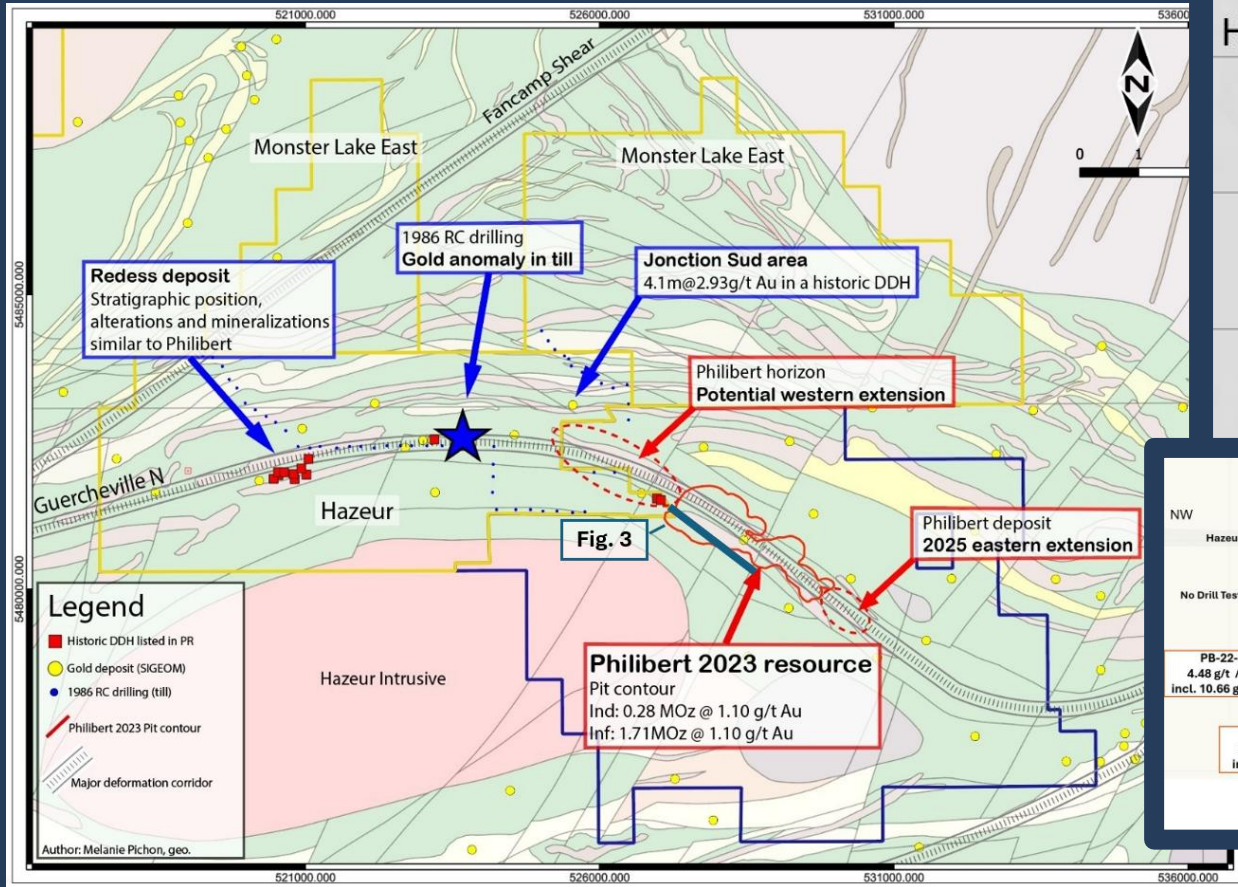 521000.000
526000.000
531000.000
536000
H
N
0 1
5485000.000
5480000.000
Fancamp Shear
Monster Lake East
Monster Lake East
1986 RC drilling
Gold anomaly in till
Redess deposit
Stratigraphic position,
alterations and mineralizations
similar to Philibert
Jonction Sud area
4.1m@2.93g/t Au in a historic DDH
Philibert horizon
Potential western extension
Guercheville N
Hazeur
Fig. 3
Philibert deposit
2025 eastern extension
Philibert 2023 resource
Pit contour
Ind: 0.28 MOz @ 1.10 g/t Au
Inf: 1.71MOz @ 1.10 g/t Au
Hazeur Intrusive
Legend
Historic DDH listed in PR
Gold deposit (SIGEOM)
1986 RC drilling (till)
Philibert 2023 Pit contour
Major deformation corridor
Author: Melanie Pichon, geo.
521000.000
526000.000
531000.000
536000.000
NW
Hazeu
No Drill Tes
PB-22-
4.48 g/t
incl. 10.66 g
in